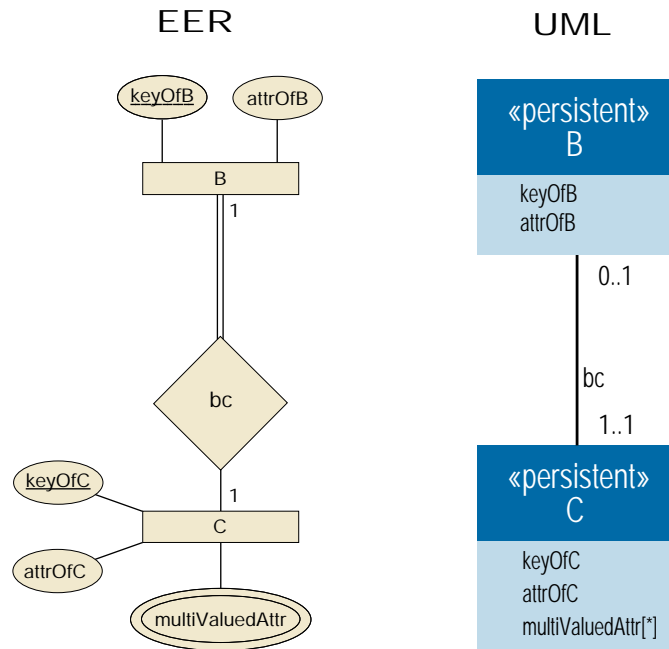 EER
keyOfB
attrOfB
B
1
bc
1
keyOfC
C
attrOfC
multiValuedAttr
UML
«persistent»
B
keyOfB
attrOfB
0..1
bc
1..1
«persistent»
C
keyOfC
attrOfC
multiValuedAttr[*]